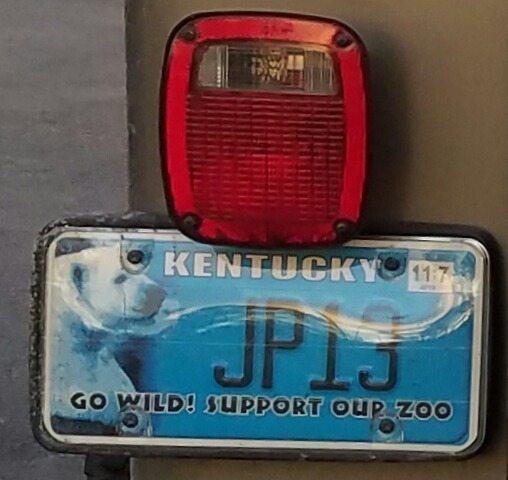 KENTUCKY 11:7
JP13
GO WILD! SUPPORT OUR ZOO